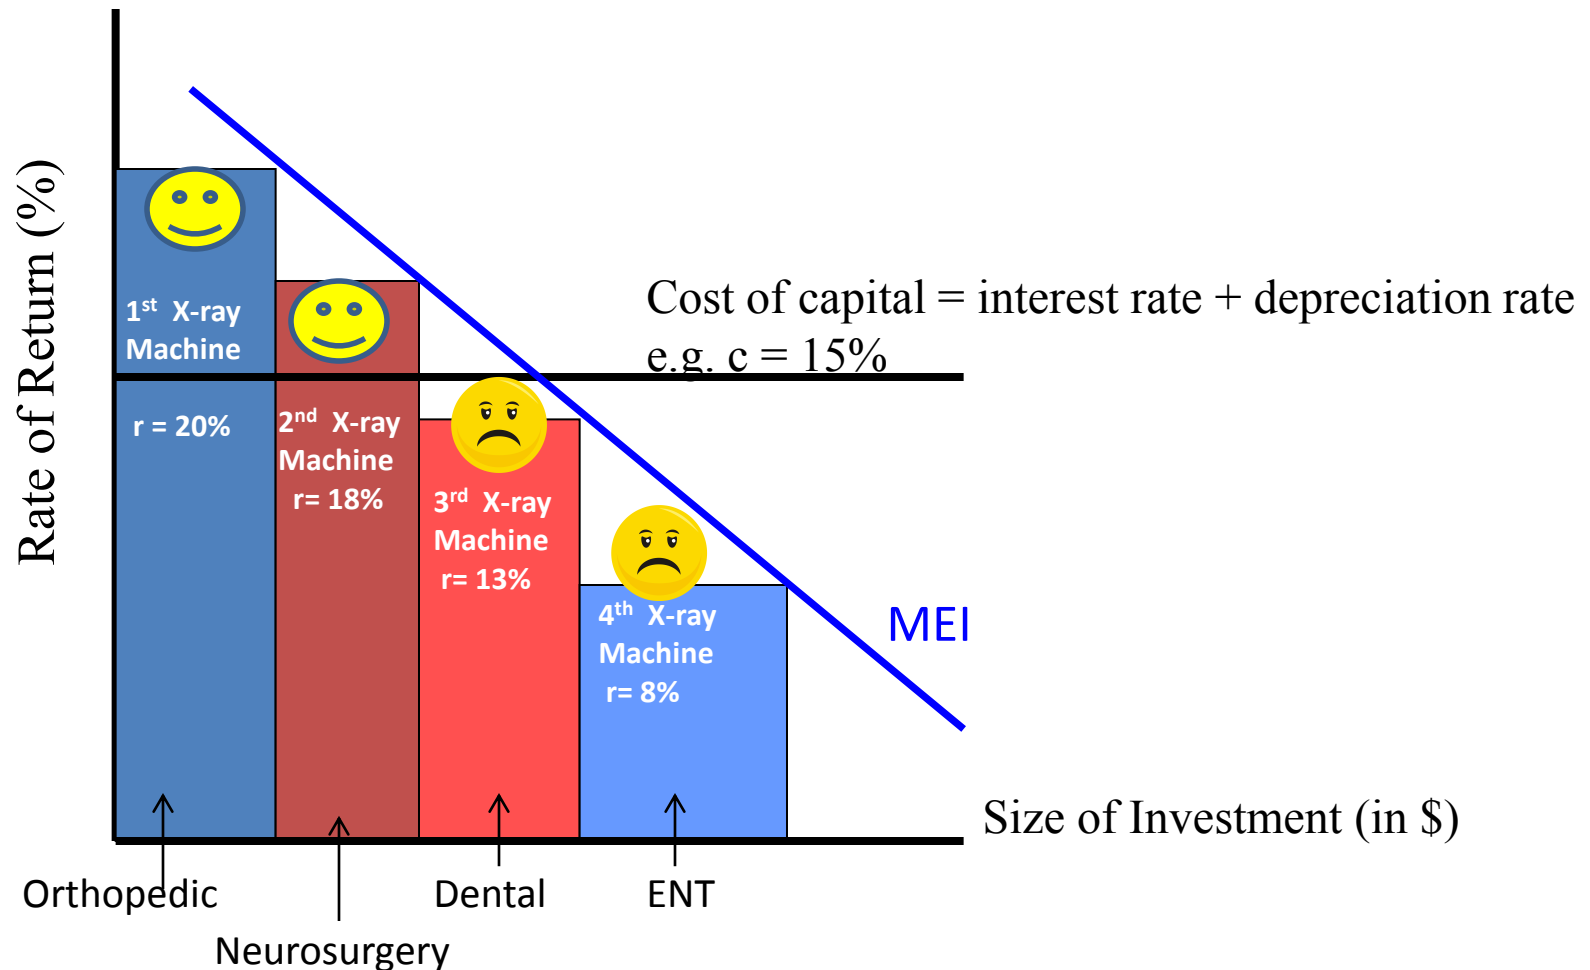 Rate of Return (%)
1st X-ray
Machine
r = 20%
2nd X-ray
Machine
r= 18%
3rd X-ray
Machine
r= 13%
4th X-ray
Machine
r= 8%
Cost of capital = interest rate + depreciation rate
e.g. c = 15%
MEI
Size of Investment (in $)
Orthopedic
Neurosurgery
Dental
ENT